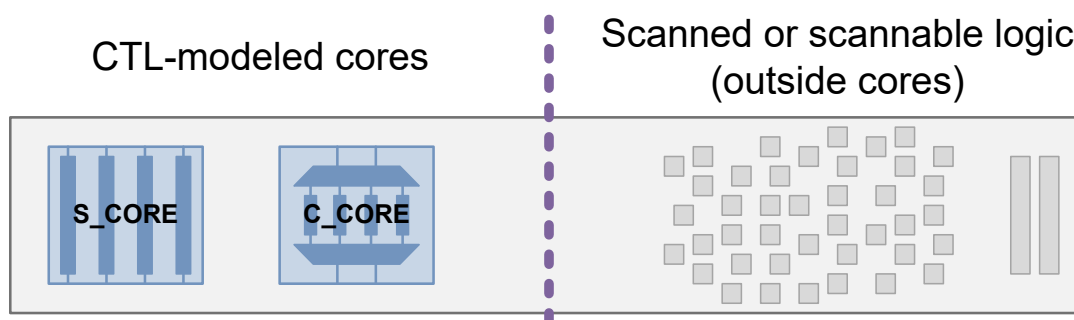 CTL-modeled cores
Scanned or scannable logic
(outside cores)
S_CORE
C_CORE